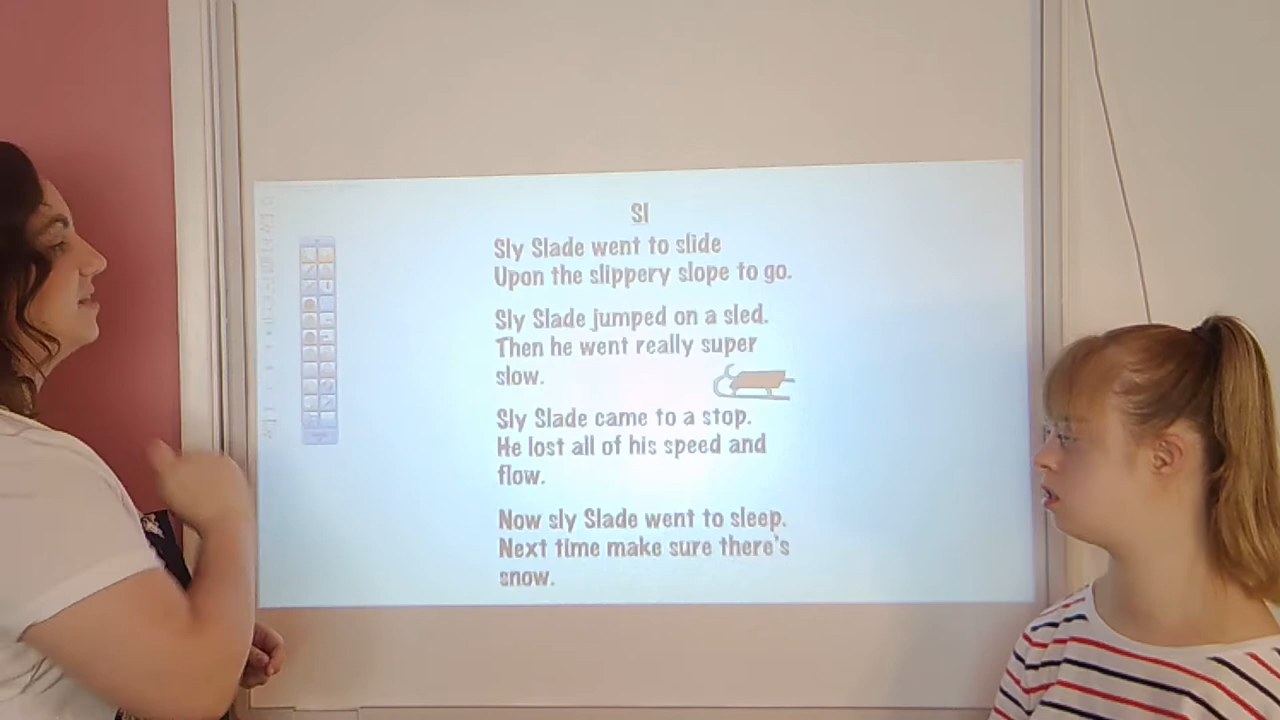 Sl
Sly Slade went to slide
Upon the slippery slope to go.
Sly Slade jumped on a sled.
Then he went really super
slow.
Sly Slade came to a stop.
He lost all of his speed and
flow.
Now sly Slade went to sleep.
Next time make sure there's
snow.